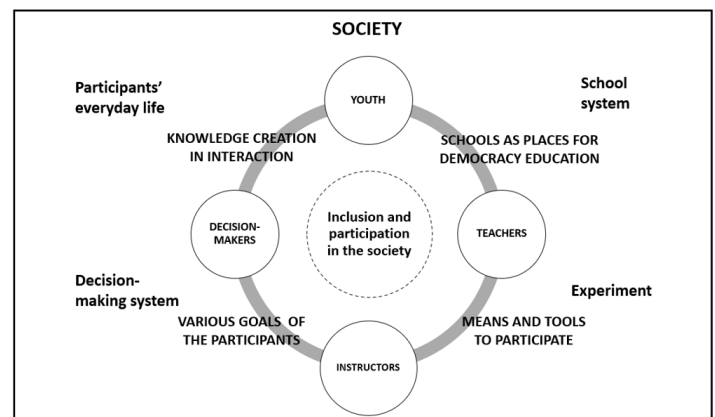 SOCIETY
Participants’
everyday life
School
system
YOUTH
KNOWLEDGE CREATION
IN INTERACTION
SCHOOLS AS PLACES FOR
DEMOCRACY EDUCATION
DECISION-
MAKERS
Inclusion and
participation
in the society
TEACHERS
Decision-
making system
Experiment
VARIOUS GOALS OF
THE PARTICIPANTS
MEANS AND TOOLS
TO PARTICIPATE
INSTRUCTORS